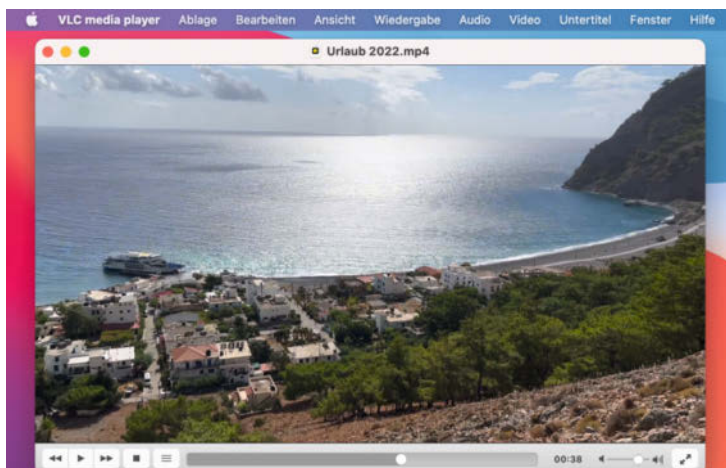 VLC media player Ablage Bearbeiten Ansicht Wiedergabe Audio Video Untertitel Fenster Hilfe
Urlaub 2022.mp4
00:38